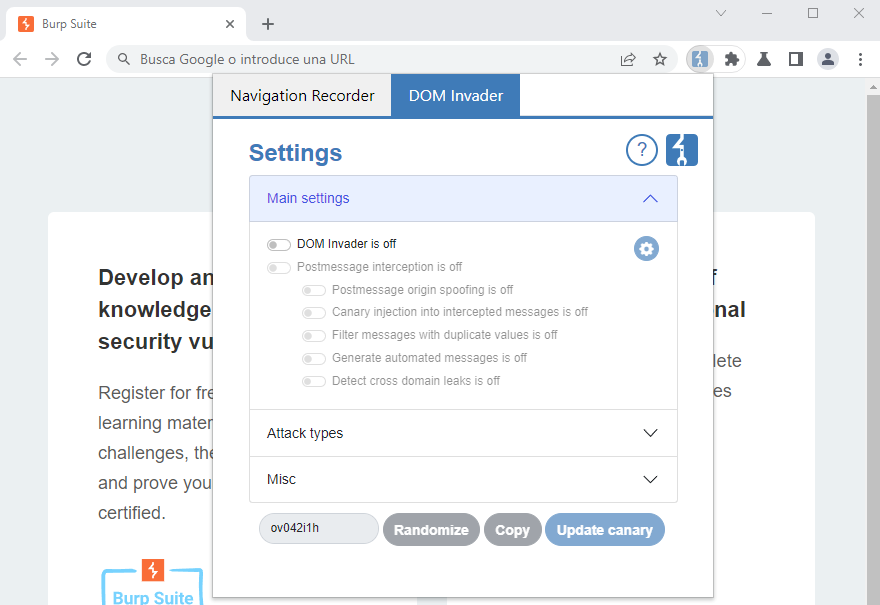 Burp Suite
Busca Google o introduce una URL
Navigation Recorder
DOM Invader
Settings
?
Main settings
DOM Invader is off
Postmessage interception is off
Postmessage origin spoofing is off
Canary injection into intercepted messages is off
Filter messages with duplicate values is off
Generate automated messages is off
Detect cross domain leaks is off
Attack types
Misc
ov042i1h
Randomize
Copy
Update canary
Develop an
knowledge
security vu
Register for fre
learning mater
challenges, the
and prove you
certified.
Burp Suite